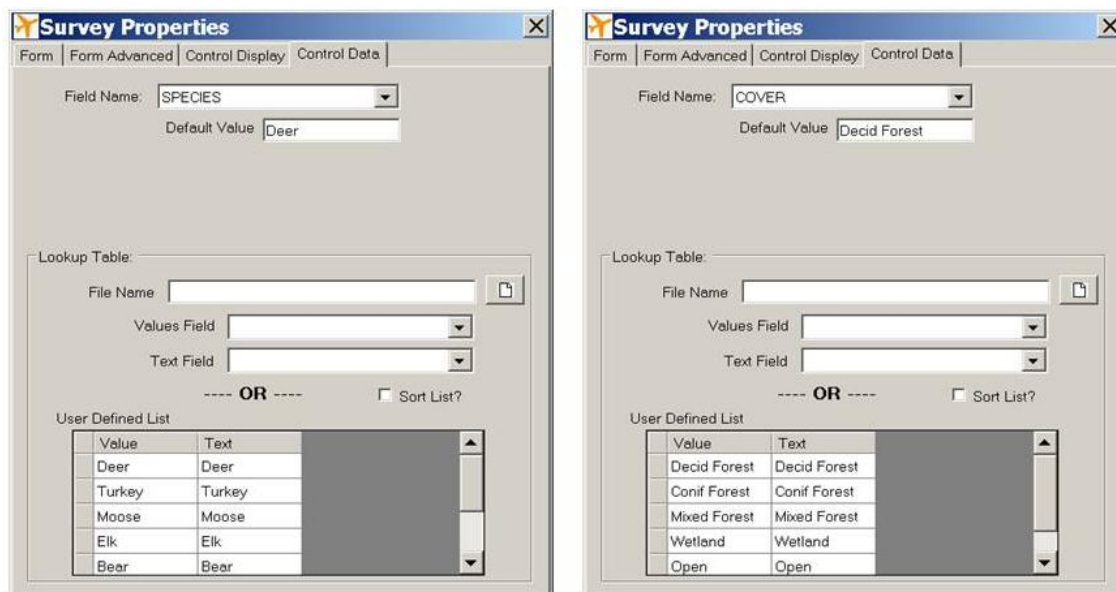 Survey Properties
Form Form Advanced Control Display Control Data
Field Name: SPECIES
Default Value Deer
Lookup Table:
File Name
Values Field
Text Field
---- OR ---- Sort List?
User Defined List
Value Text
Deer Deer
Turkey Turkey
Moose Moose
Elk Elk
Bear Bear
Survey Properties
Form Form Advanced Control Display Control Data
Field Name: COVER
Default Value Decid Forest
Lookup Table:
File Name
Values Field
Text Field
---- OR ---- Sort List?
User Defined List
Value Text
Decid Forest Decid Forest
Conif Forest Conif Forest
Mixed Forest Mixed Forest
Wetland Wetland
Open Open